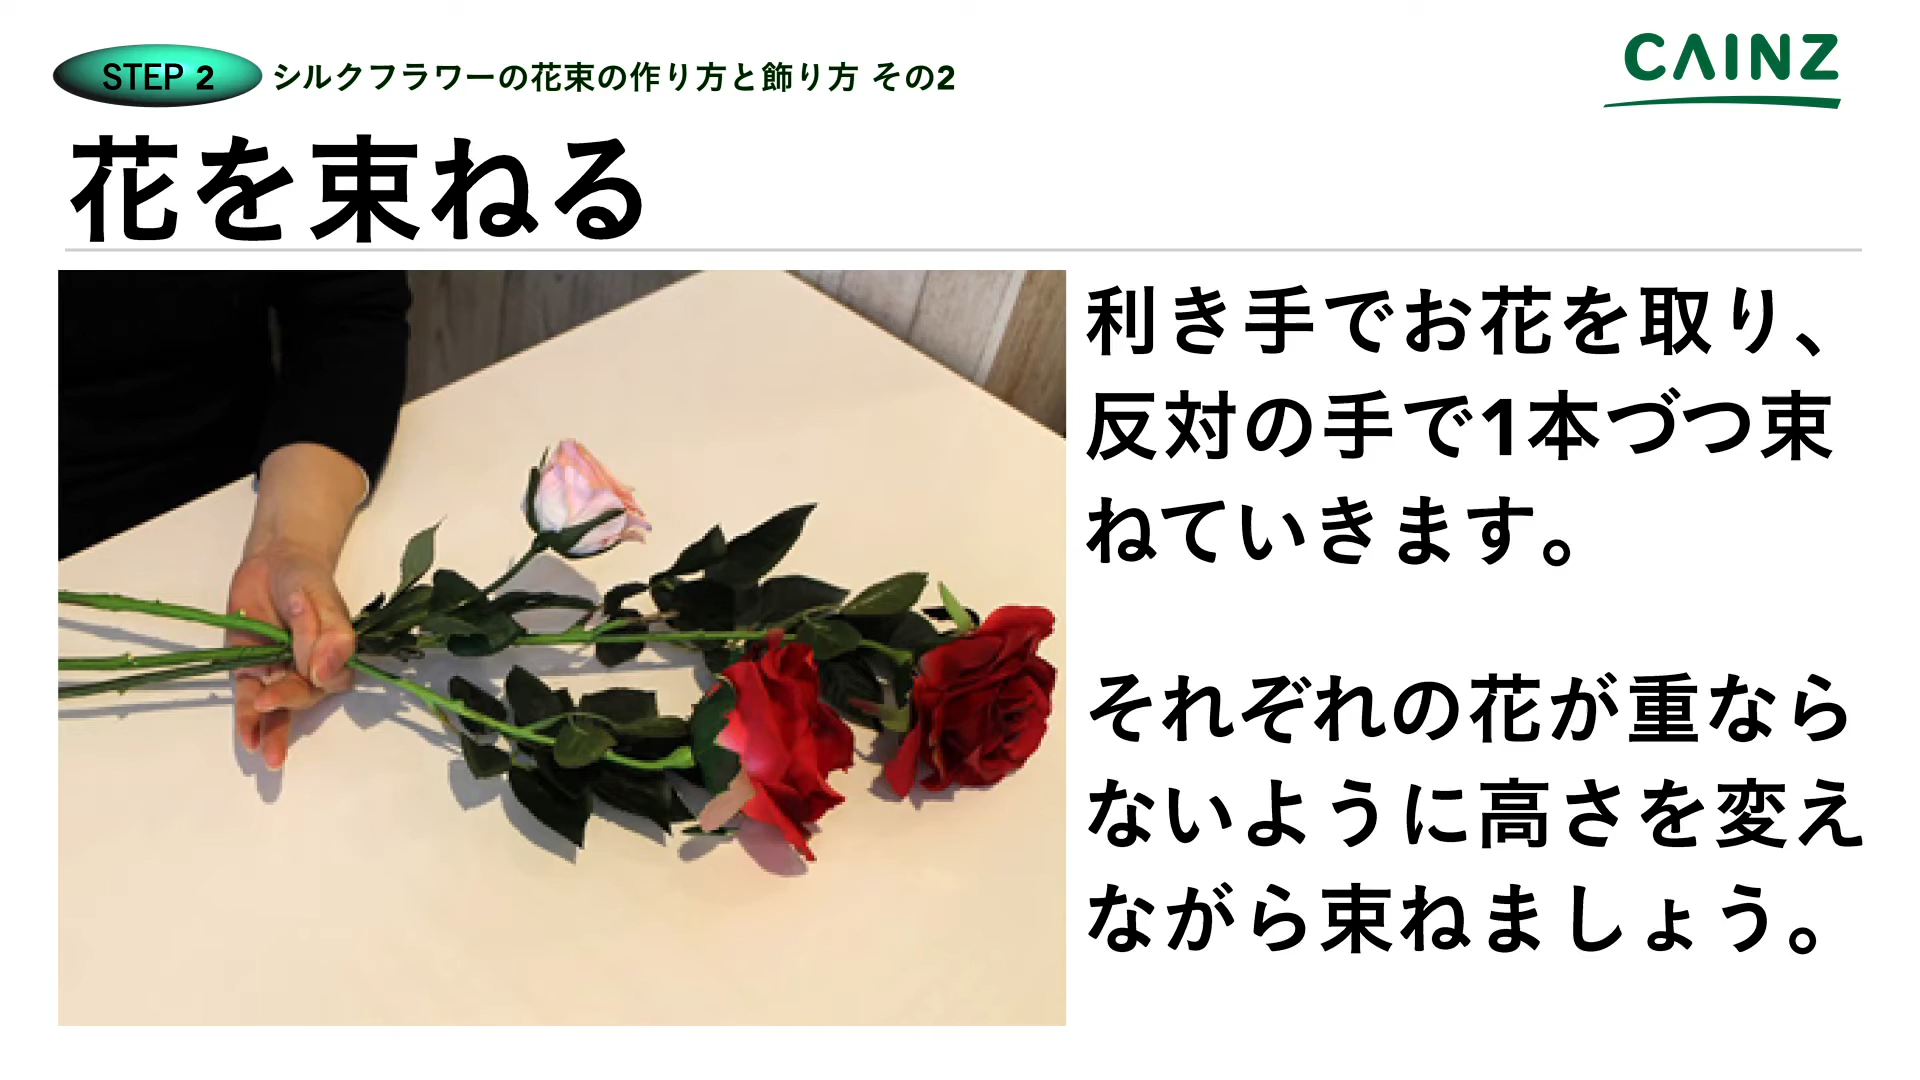 STEP 2
シルクフラワーの花束の作り方と飾り方 その2
CAINZ
花を束ねる
利き手でお花を取り、
反対の手で1本づつ束
ねていきます。
それぞれの花が重なら
ないように高さを変え
ながら束ねましょう。